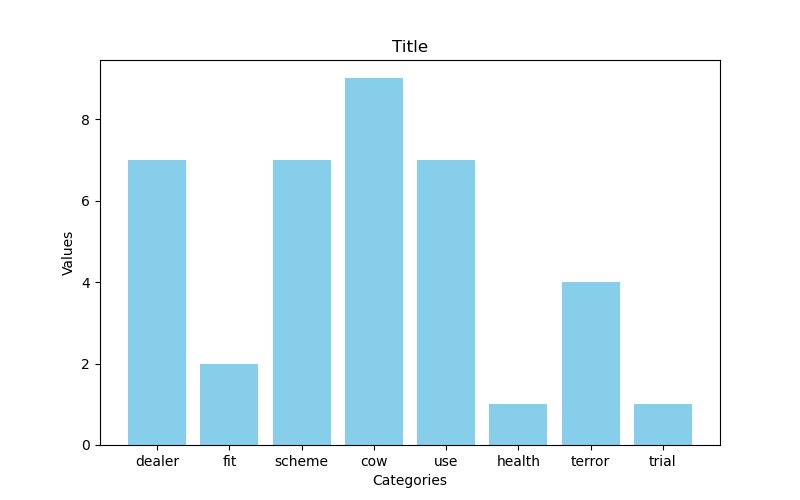 Title
Values
8
6
4
2
0
dealer fit scheme cow use health terror trial
Categories